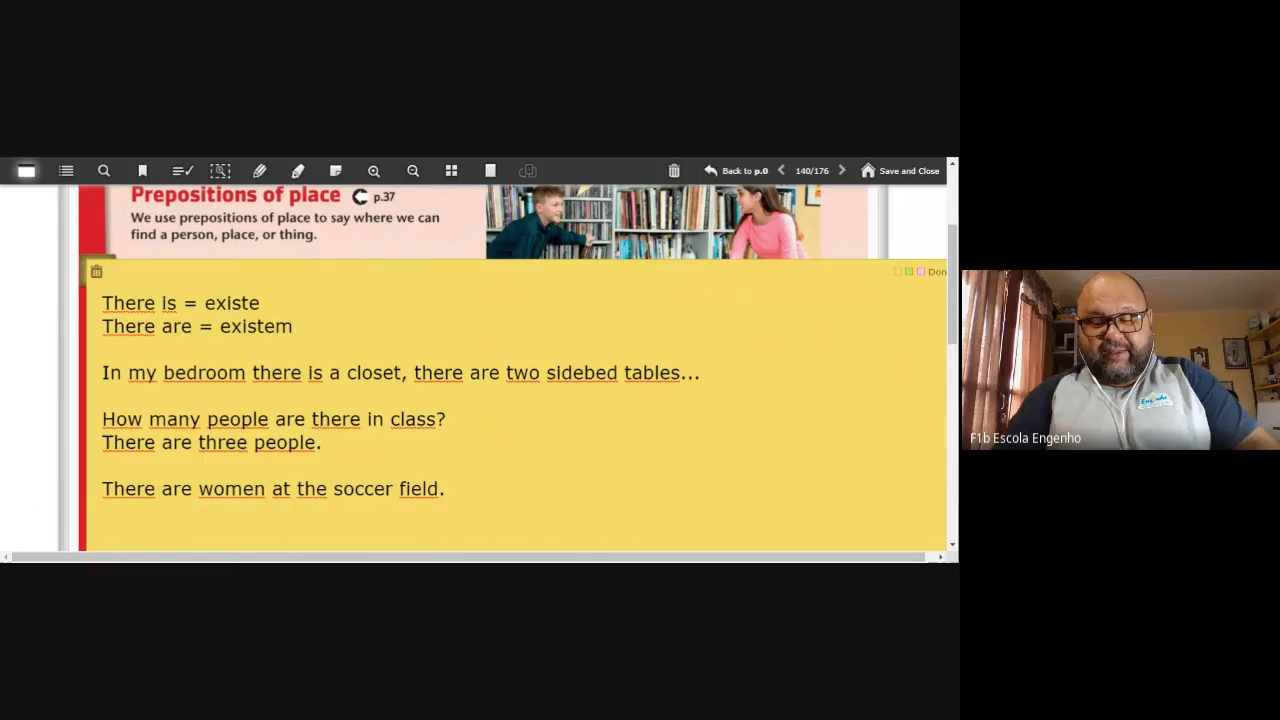 Back to p.0
140/176
Save and Close
Prepositions of place p.37
We use prepositions of place to say where we can
find a person, place, or thing.
Don
There is = existe
There are = existem
In my bedroom there is a closet, there are two sidebed tables...
How many people are there in class?
There are three people.
There are women at the soccer field.
F1b Escola Engenho